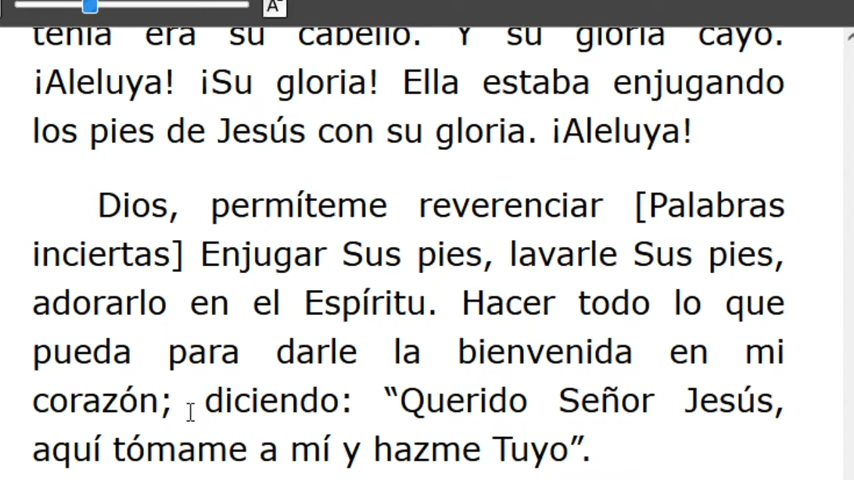 A
tenía era su cabello. Y su gloria cayó.
¡Aleluya! ¡Su gloria! Ella estaba enjugando
los pies de Jesús con su gloria. ¡Aleluya!
Dios, permíteme reverenciar [Palabras
inciertas] Enjugar Sus pies, lavarle Sus pies,
adorarlo en el Espíritu. Hacer todo lo que
pueda para darle la bienvenida en mi
corazón; diciendo: “Querido Señor Jesús,
aquí tómame a mí y hazme Tuyo”.